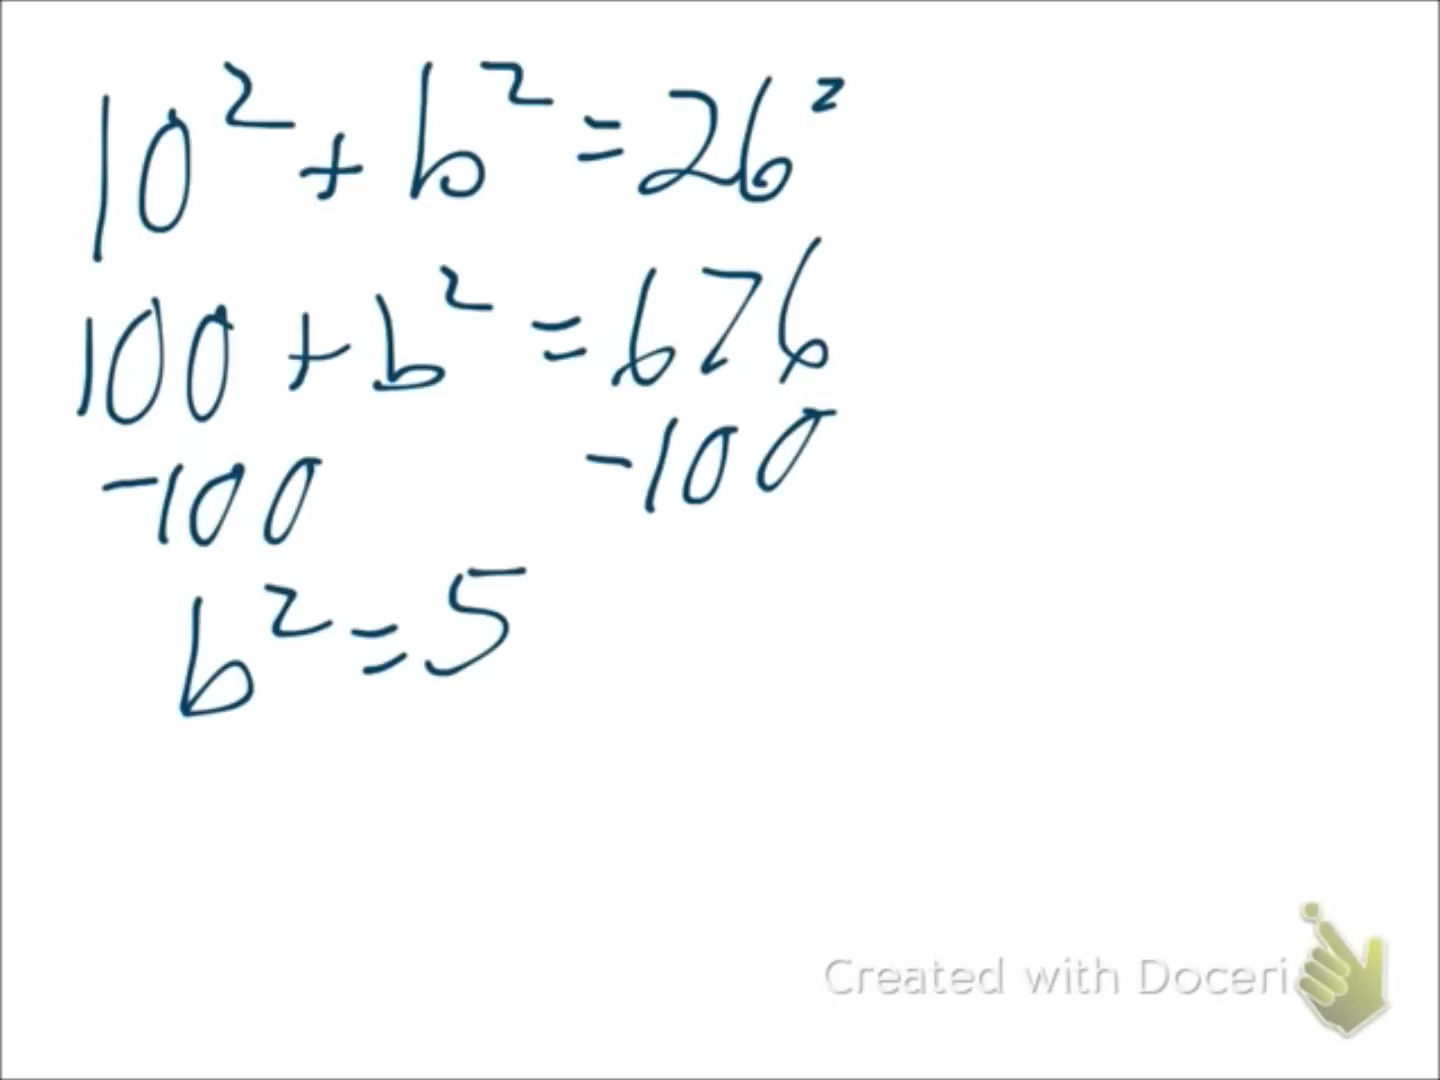 10² + b² = 26²
100 + b² = 676
-100 -100
b² = 5
Created with Doceri